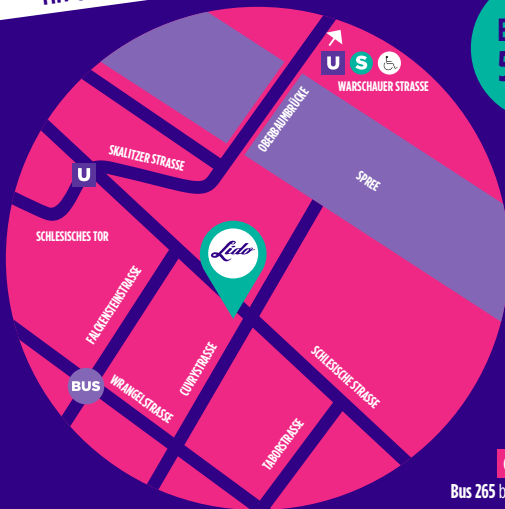 U S
WARSCHAUER STRASSE
OBERBAUMBRÜCKE
SKALITZER STRASSE
SPREE
U
SCHLESISCHES TOR
Lido
FALCKENSTEINSTRASSE
CUVRYSTRASSE
SCHLESISCHE STRASSE
BUS
WRANGELSTRASSE
TABORSTRASSE
Bus 265